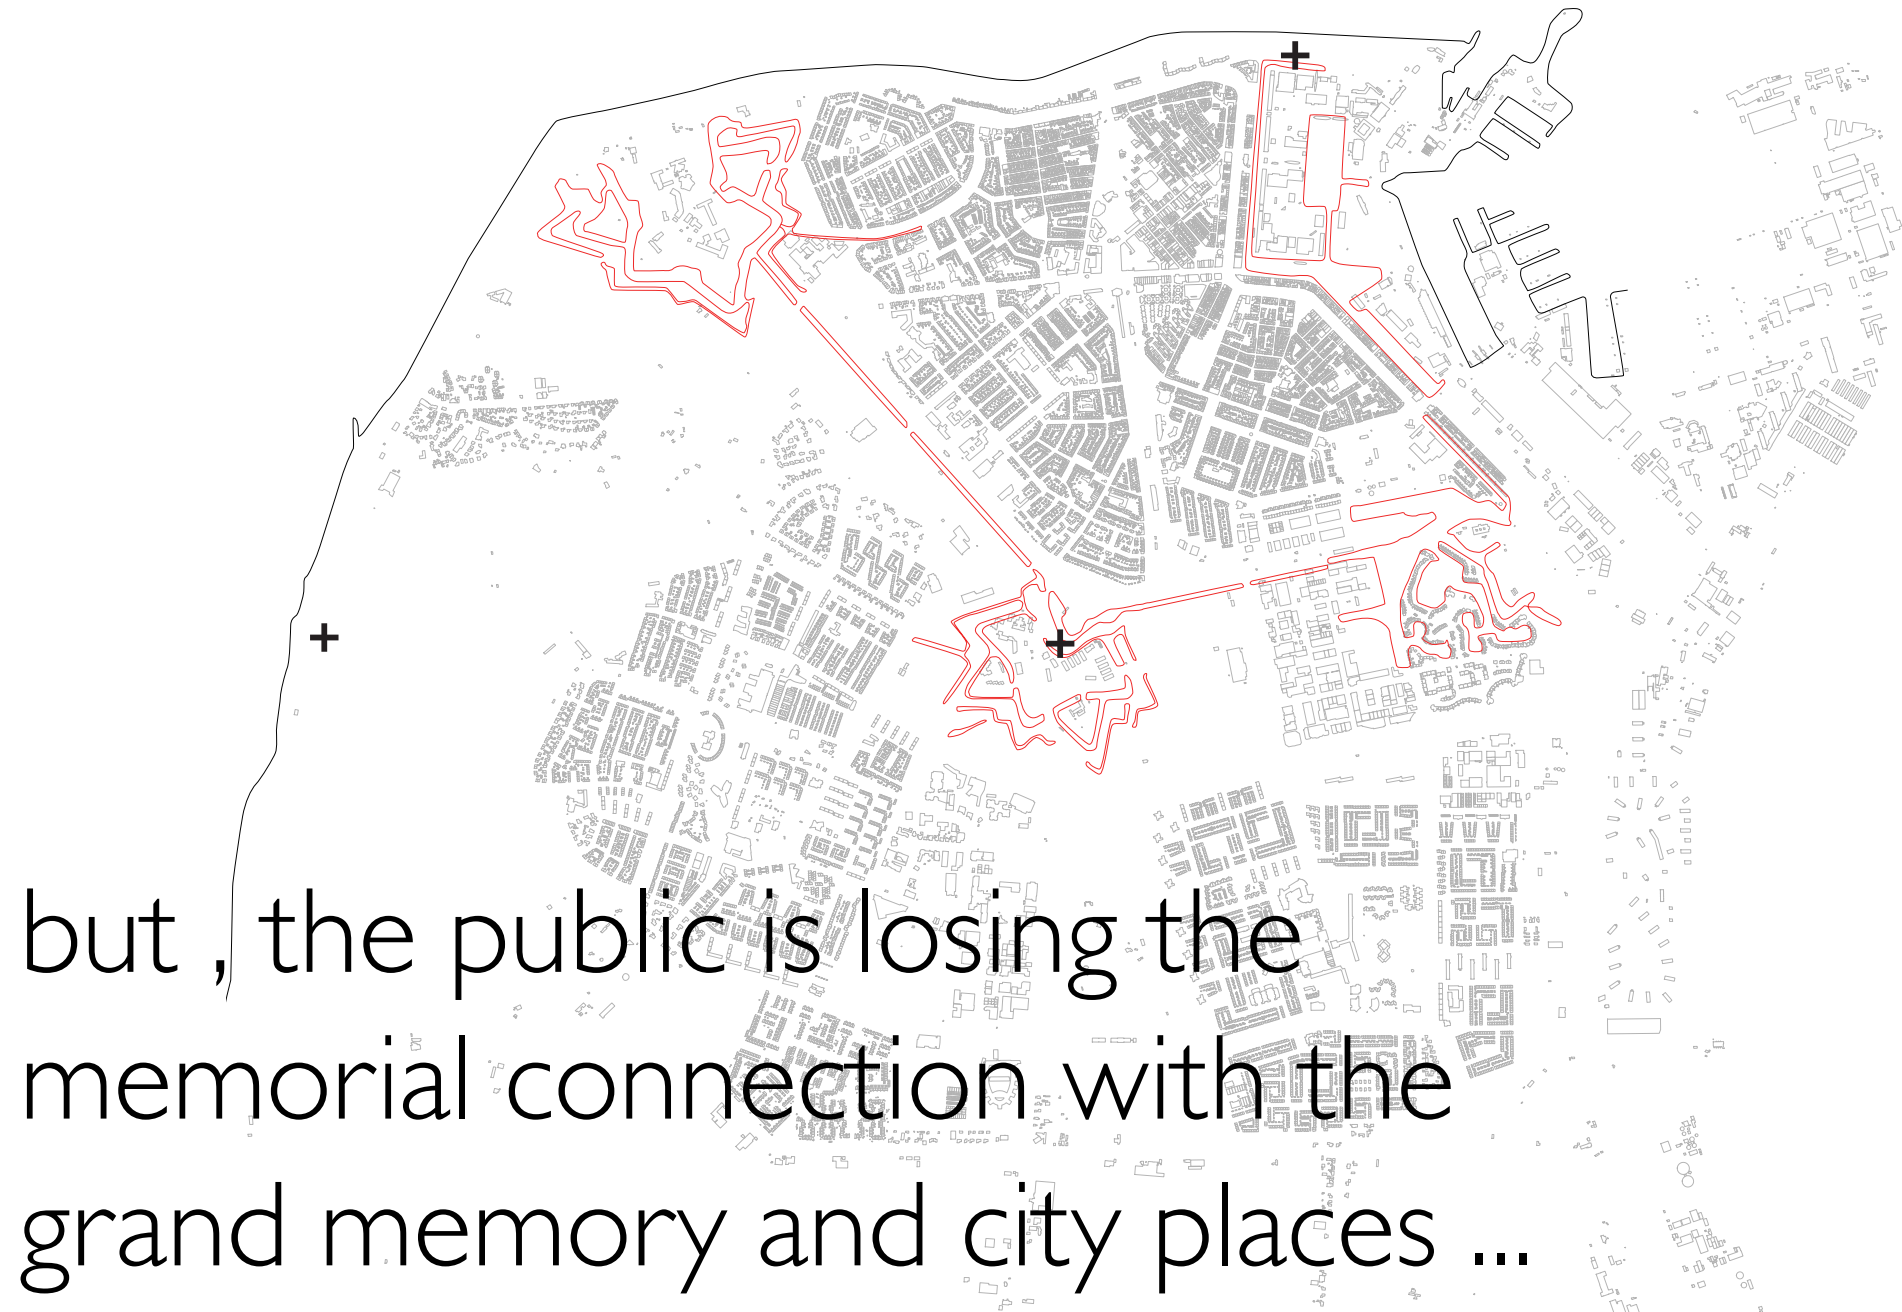 but , the public is losing the
memorial connection with the
grand memory and city places ...